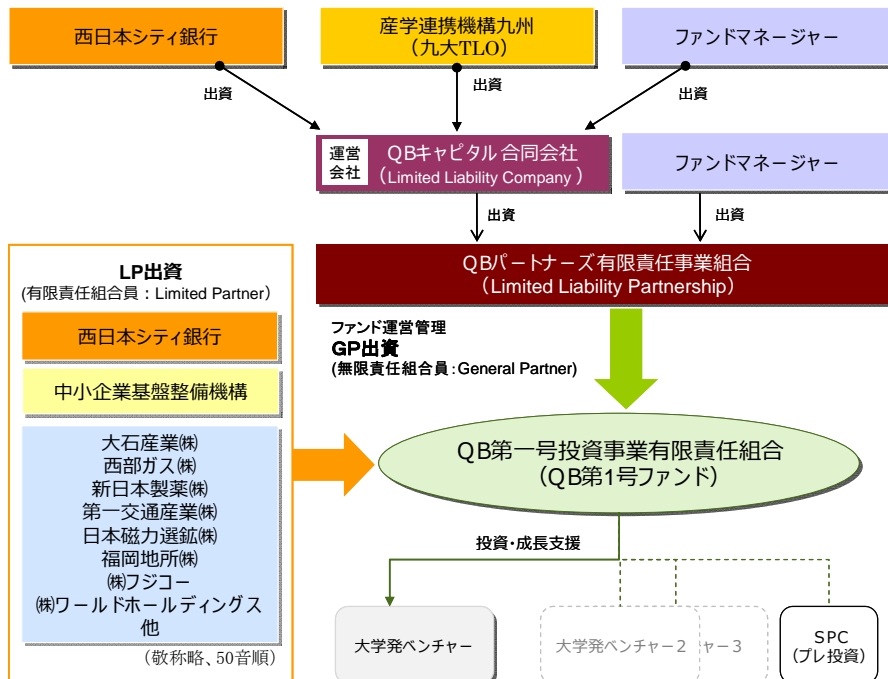 西日本シティ銀行
産学連携機構九州
（九大TLO）
ファンドマネージャー
出資
出資
出資
運営
会社
QBキャピタル合同会社
（Limited Liability Company）
ファンドマネージャー
出資
出資
QBパートナーズ有限責任事業組合
（Limited Liability Partnership）
LP出資
(有限責任組合員：Limited Partner）
西日本シティ銀行
中小企業基盤整備機構
大石産業㈱
西部ガス㈱
新日本製薬㈱
第一交通産業㈱
日本磁力選鉱㈱
福岡地所㈱
㈱フジコー
㈱ワールドホールディングス
他
（敬称略、50音順）
ファンド運営管理
GP出資
(無限責任組合員：General Partner)
QB第一号投資事業有限責任組合
（QB第1号ファンド）
投資・成長支援
大学発ベンチャー
大学発ベンチャー２
ャー３
SPC
（プレ投資）